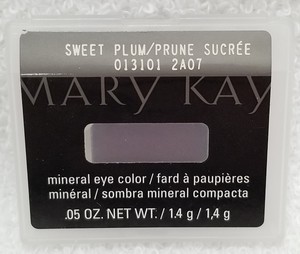 SWEET PLUM/PRUNE SUCRÉE
013101 2A07
MARY KAY
mineral eye color / fard à paupières
minéral / sombra mineral compacta
.05 OZ. NET WT. / 1.4 g / 1,4 g